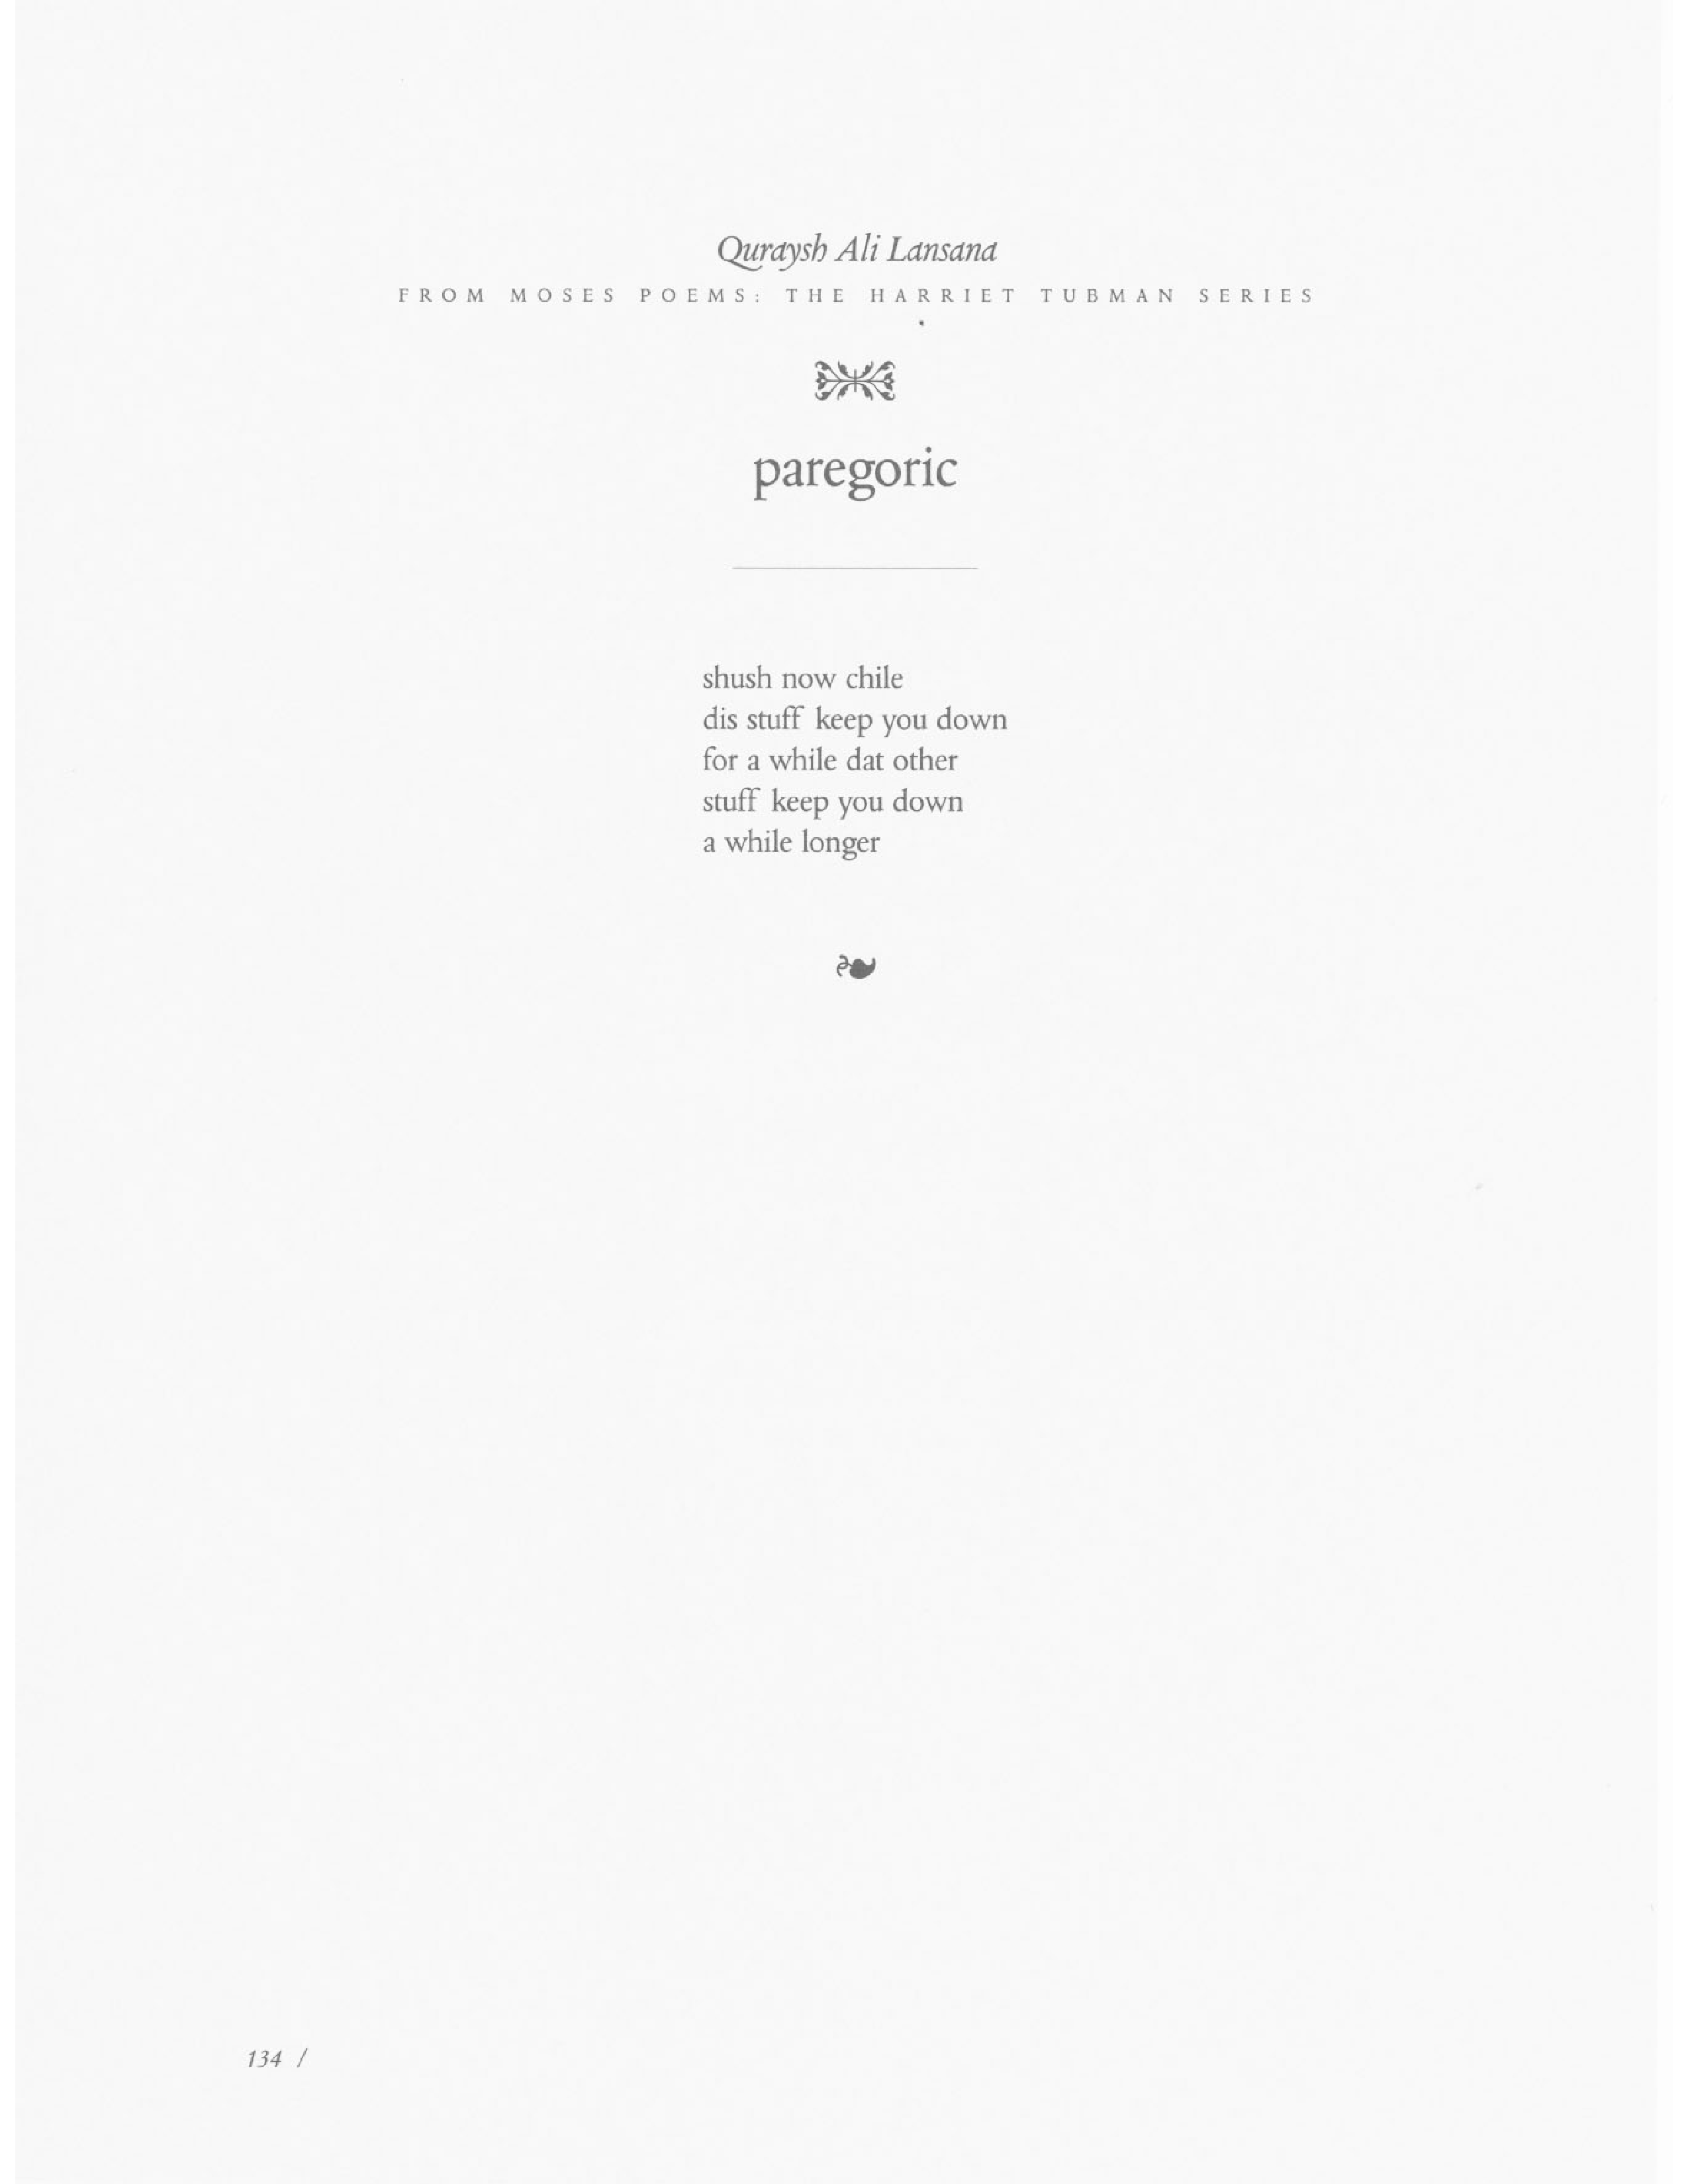 Quraysh Ali Lansana
FROM MOSES POEMS: THE HARRIET TUBMAN SERIES
paregoric
shush now chile
dis stuff keep you down
for a while dat other
stuff keep you down
a while longer
134 /